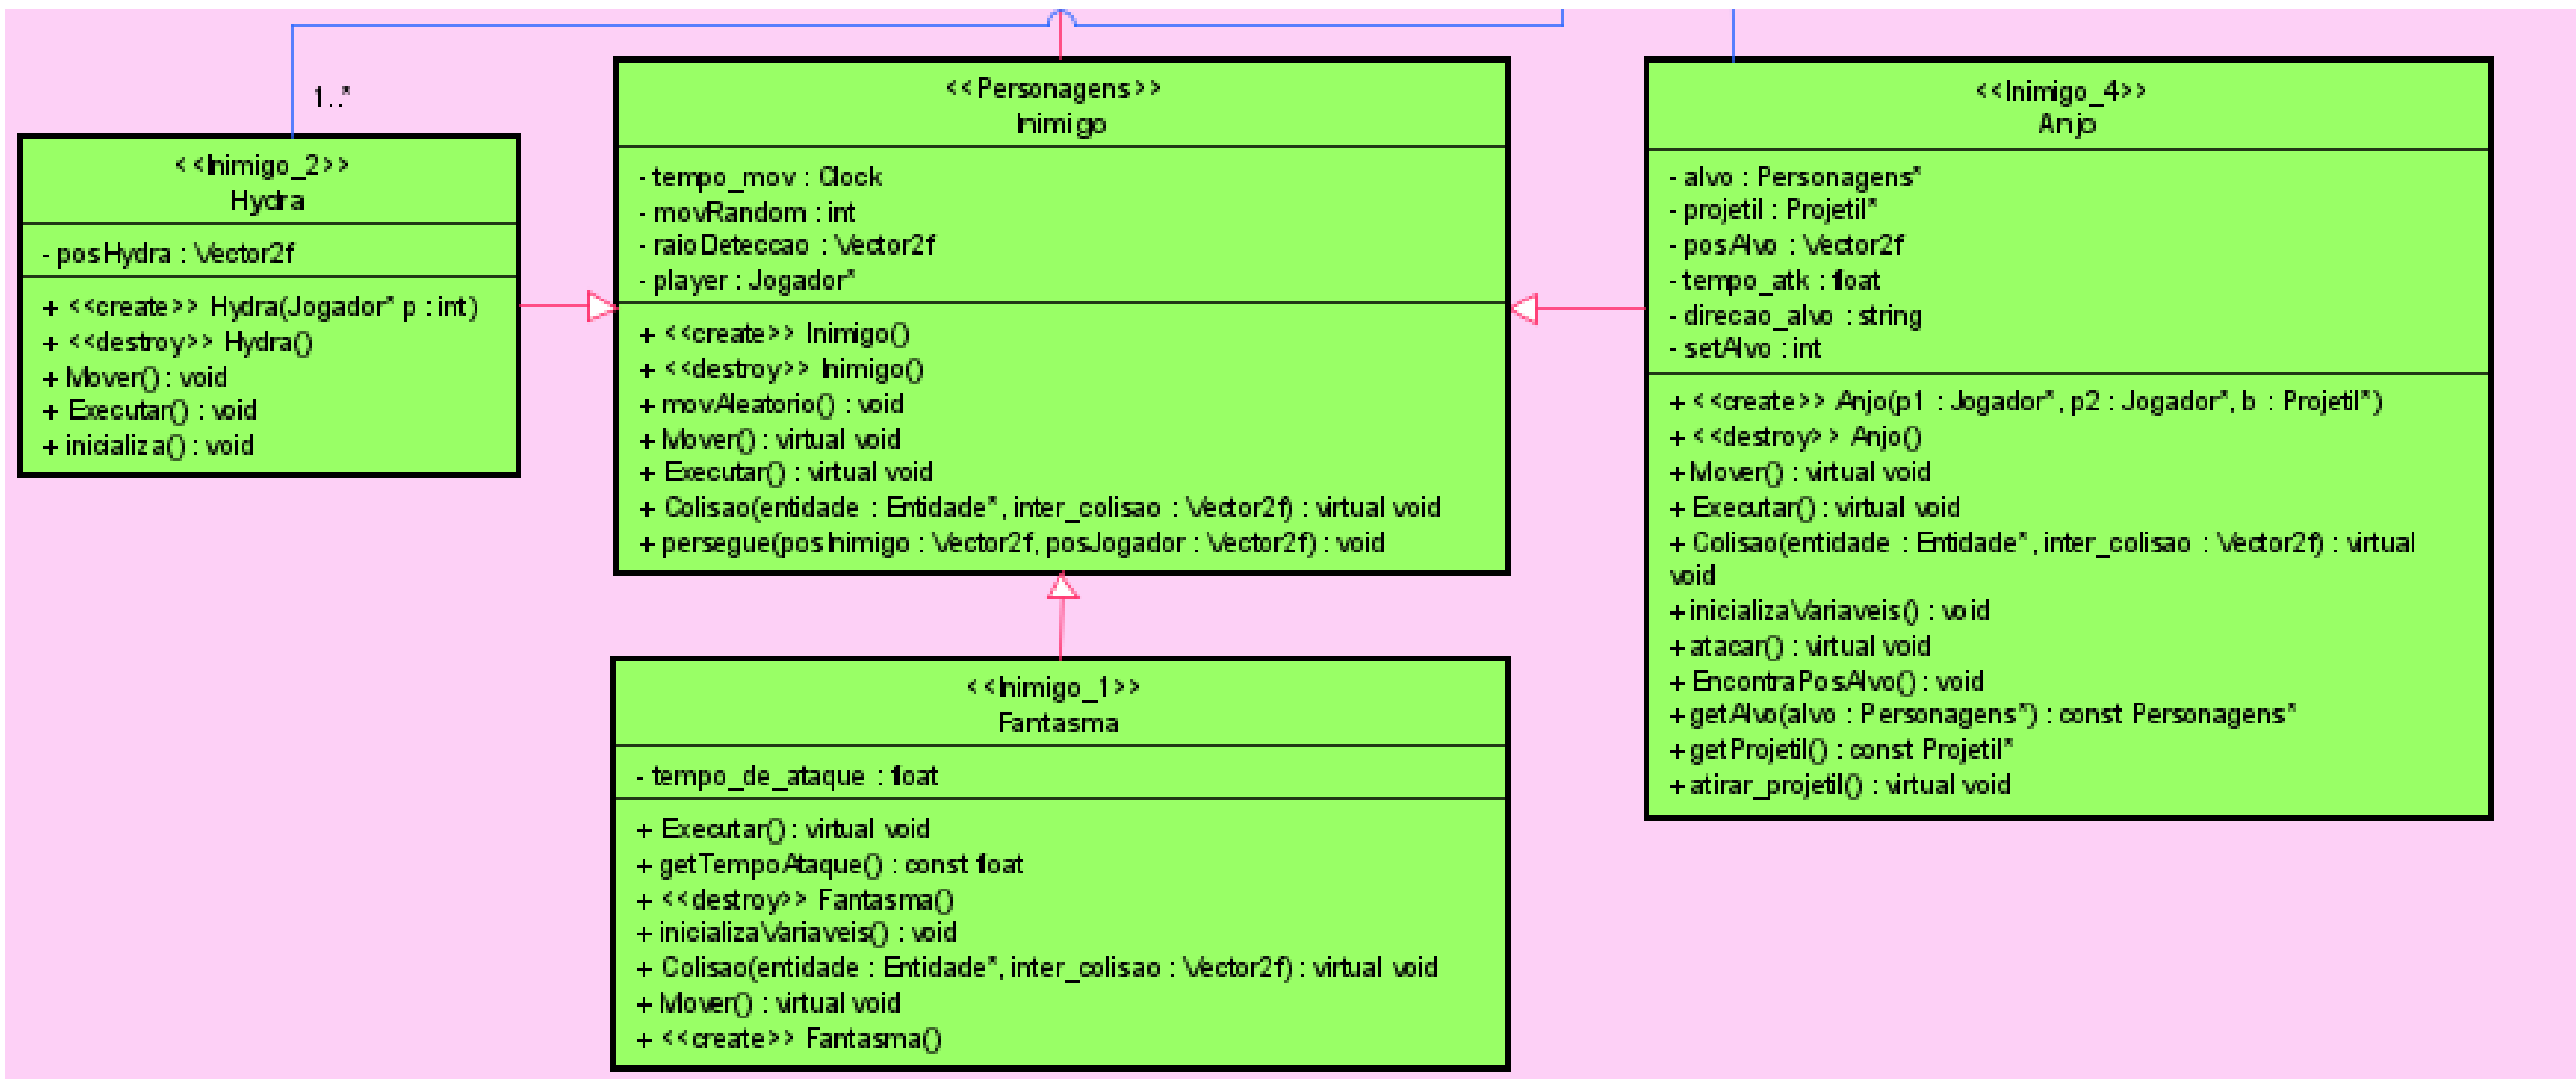 1..*
<<Inimigo_2>>
Hydra
- posHydra : Vector2f
+ <<create>> Hydra(Jogador* p : int)
+ <<destroy>> Hydra()
+ Mover() : void
+ Executar() : void
+ inicializa() : void
<<Personagens>>
Inimigo
- tempo_mov : Clock
- movRandom : int
- raioDeteccao : Vector2f
- player : Jogador*
+ <<create>> Inimigo()
+ <<destroy>> Inimigo()
+ movAleatorio() : void
+ Mover() : virtual void
+ Executar() : virtual void
+ Colisao(entidade : Entidade*, inter_colisao : Vector2f) : virtual void
+ persegue(posInimigo : Vector2f, posJogador : Vector2f) : void
<<Inimigo_4>>
Anjo
- alvo : Personagens*
- projetil : Projetil*
- posAlvo : Vector2f
- tempo_atk : float
- direcao_alvo : string
- setAlvo : int
+ <<create>> Anjo(p1 : Jogador*, p2 : Jogador*, b : Projetil*)
+ <<destroy>> Anjo()
+ Mover() : virtual void
+ Executar() : virtual void
+ Colisao(entidade : Entidade*, inter_colisao : Vector2f) : virtual
void
+ inicializaVariaveis() : void
+ atacar() : virtual void
+ EncontraPosAlvo() : void
+ getAlvo(alvo : Personagens*) : const Personagens*
+ getProjetil() : const Projetil*
+ atirar_projetil() : virtual void
<<Inimigo_1>>
Fantasma
- tempo_de_ataque : float
+ Executar() : virtual void
+ getTempoAtaque() : const float
+ <<destroy>> Fantasma()
+ inicializaVariaveis() : void
+ Colisao(entidade : Entidade*, inter_colisao : Vector2f) : virtual void
+ Mover() : virtual void
+ <<create>> Fantasma()